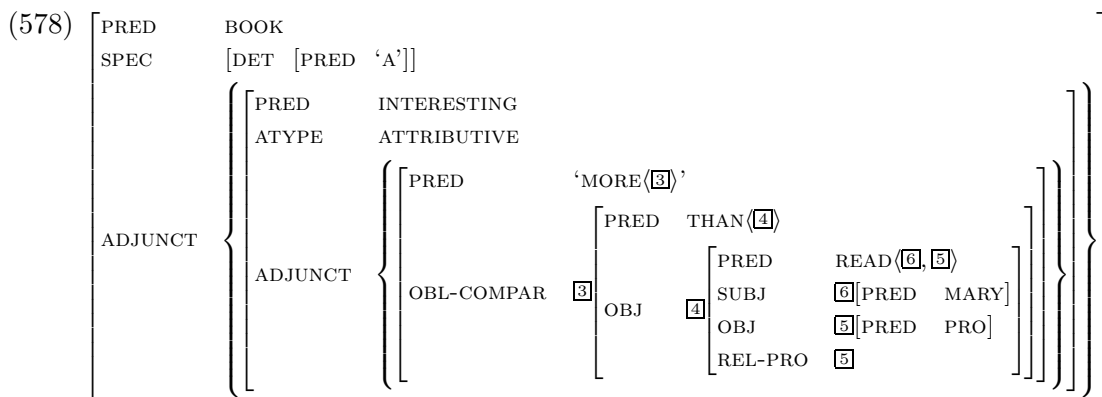 (578) PRED BOOK
SPEC [DET [PRED ‘A’]]
PRED INTERESTING
ATYPE ATTRIBUTIVE
PRED ‘MORE⟨3⟩’
PRED THAN⟨4⟩
ADJUNCT
PRED READ⟨6, 5⟩
ADJUNCT
OBL-COMPAR 3
SUBJ 6[PRED MARY]
OBJ 4
OBJ 5[PRED PRO]
REL-PRO 5